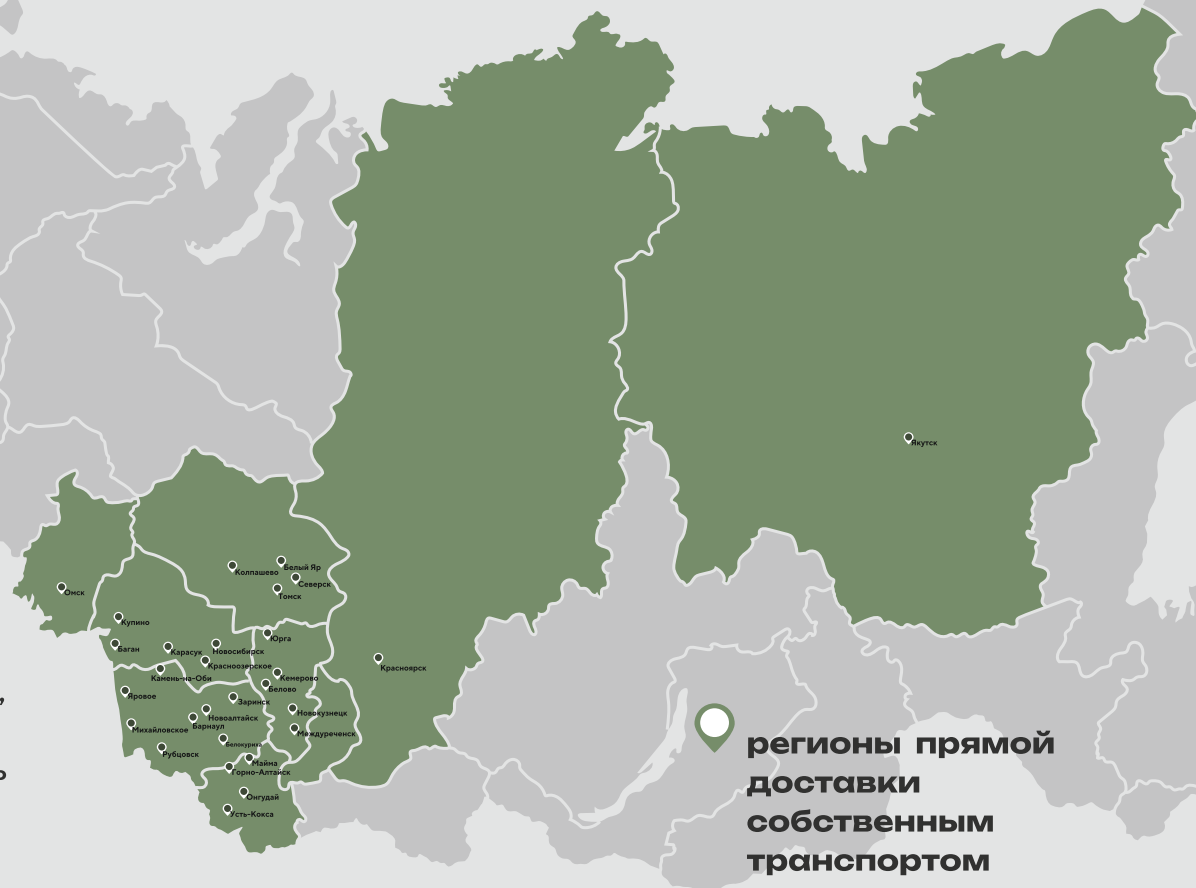 Якутск
Белый Яр
Колпашево
Северск
Омск
Томск
Купино
Юрга
Баган
Карасук
Новосибирск
Красноозерское
Красноярск
Камень-на-Оби
Кемерово
Белово
Яровое
,
Заринск
Новокузнецк
Новоалтайск
Барнаул
Михайловское
Междуреченск
Белокуриха
регионы прямой
Рубцовск
Майма
Горно-Алтайск
доставки
Онгудай
Усть-Кокса
собственным
транспортом